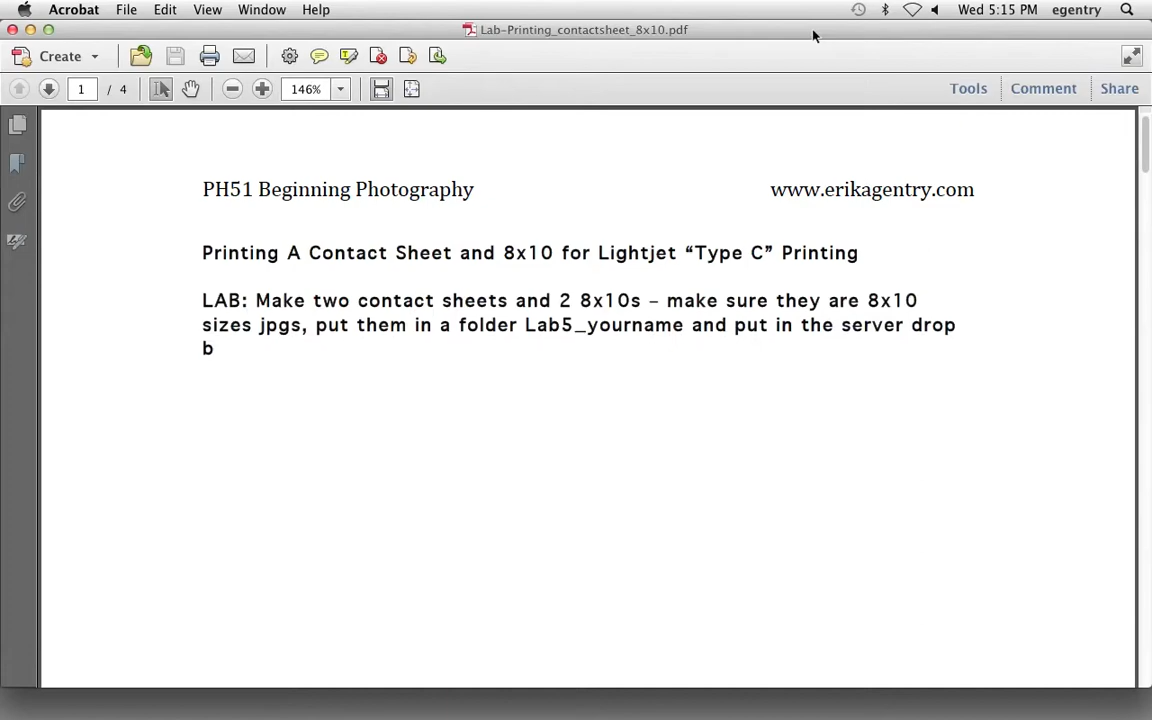 Acrobat File Edit View Window Help Wed 5:15 PM egentry
Lab-Printing_contactsheet_8x10.pdf
Create
1 / 4 146% Tools Comment Share
PH51 Beginning Photography www.erikagentry.com
Printing A Contact Sheet and 8x10 for Lightjet “Type C” Printing
LAB: Make two contact sheets and 2 8x10s – make sure they are 8x10
sizes jpgs, put them in a folder Lab5_yourname and put in the server drop
b